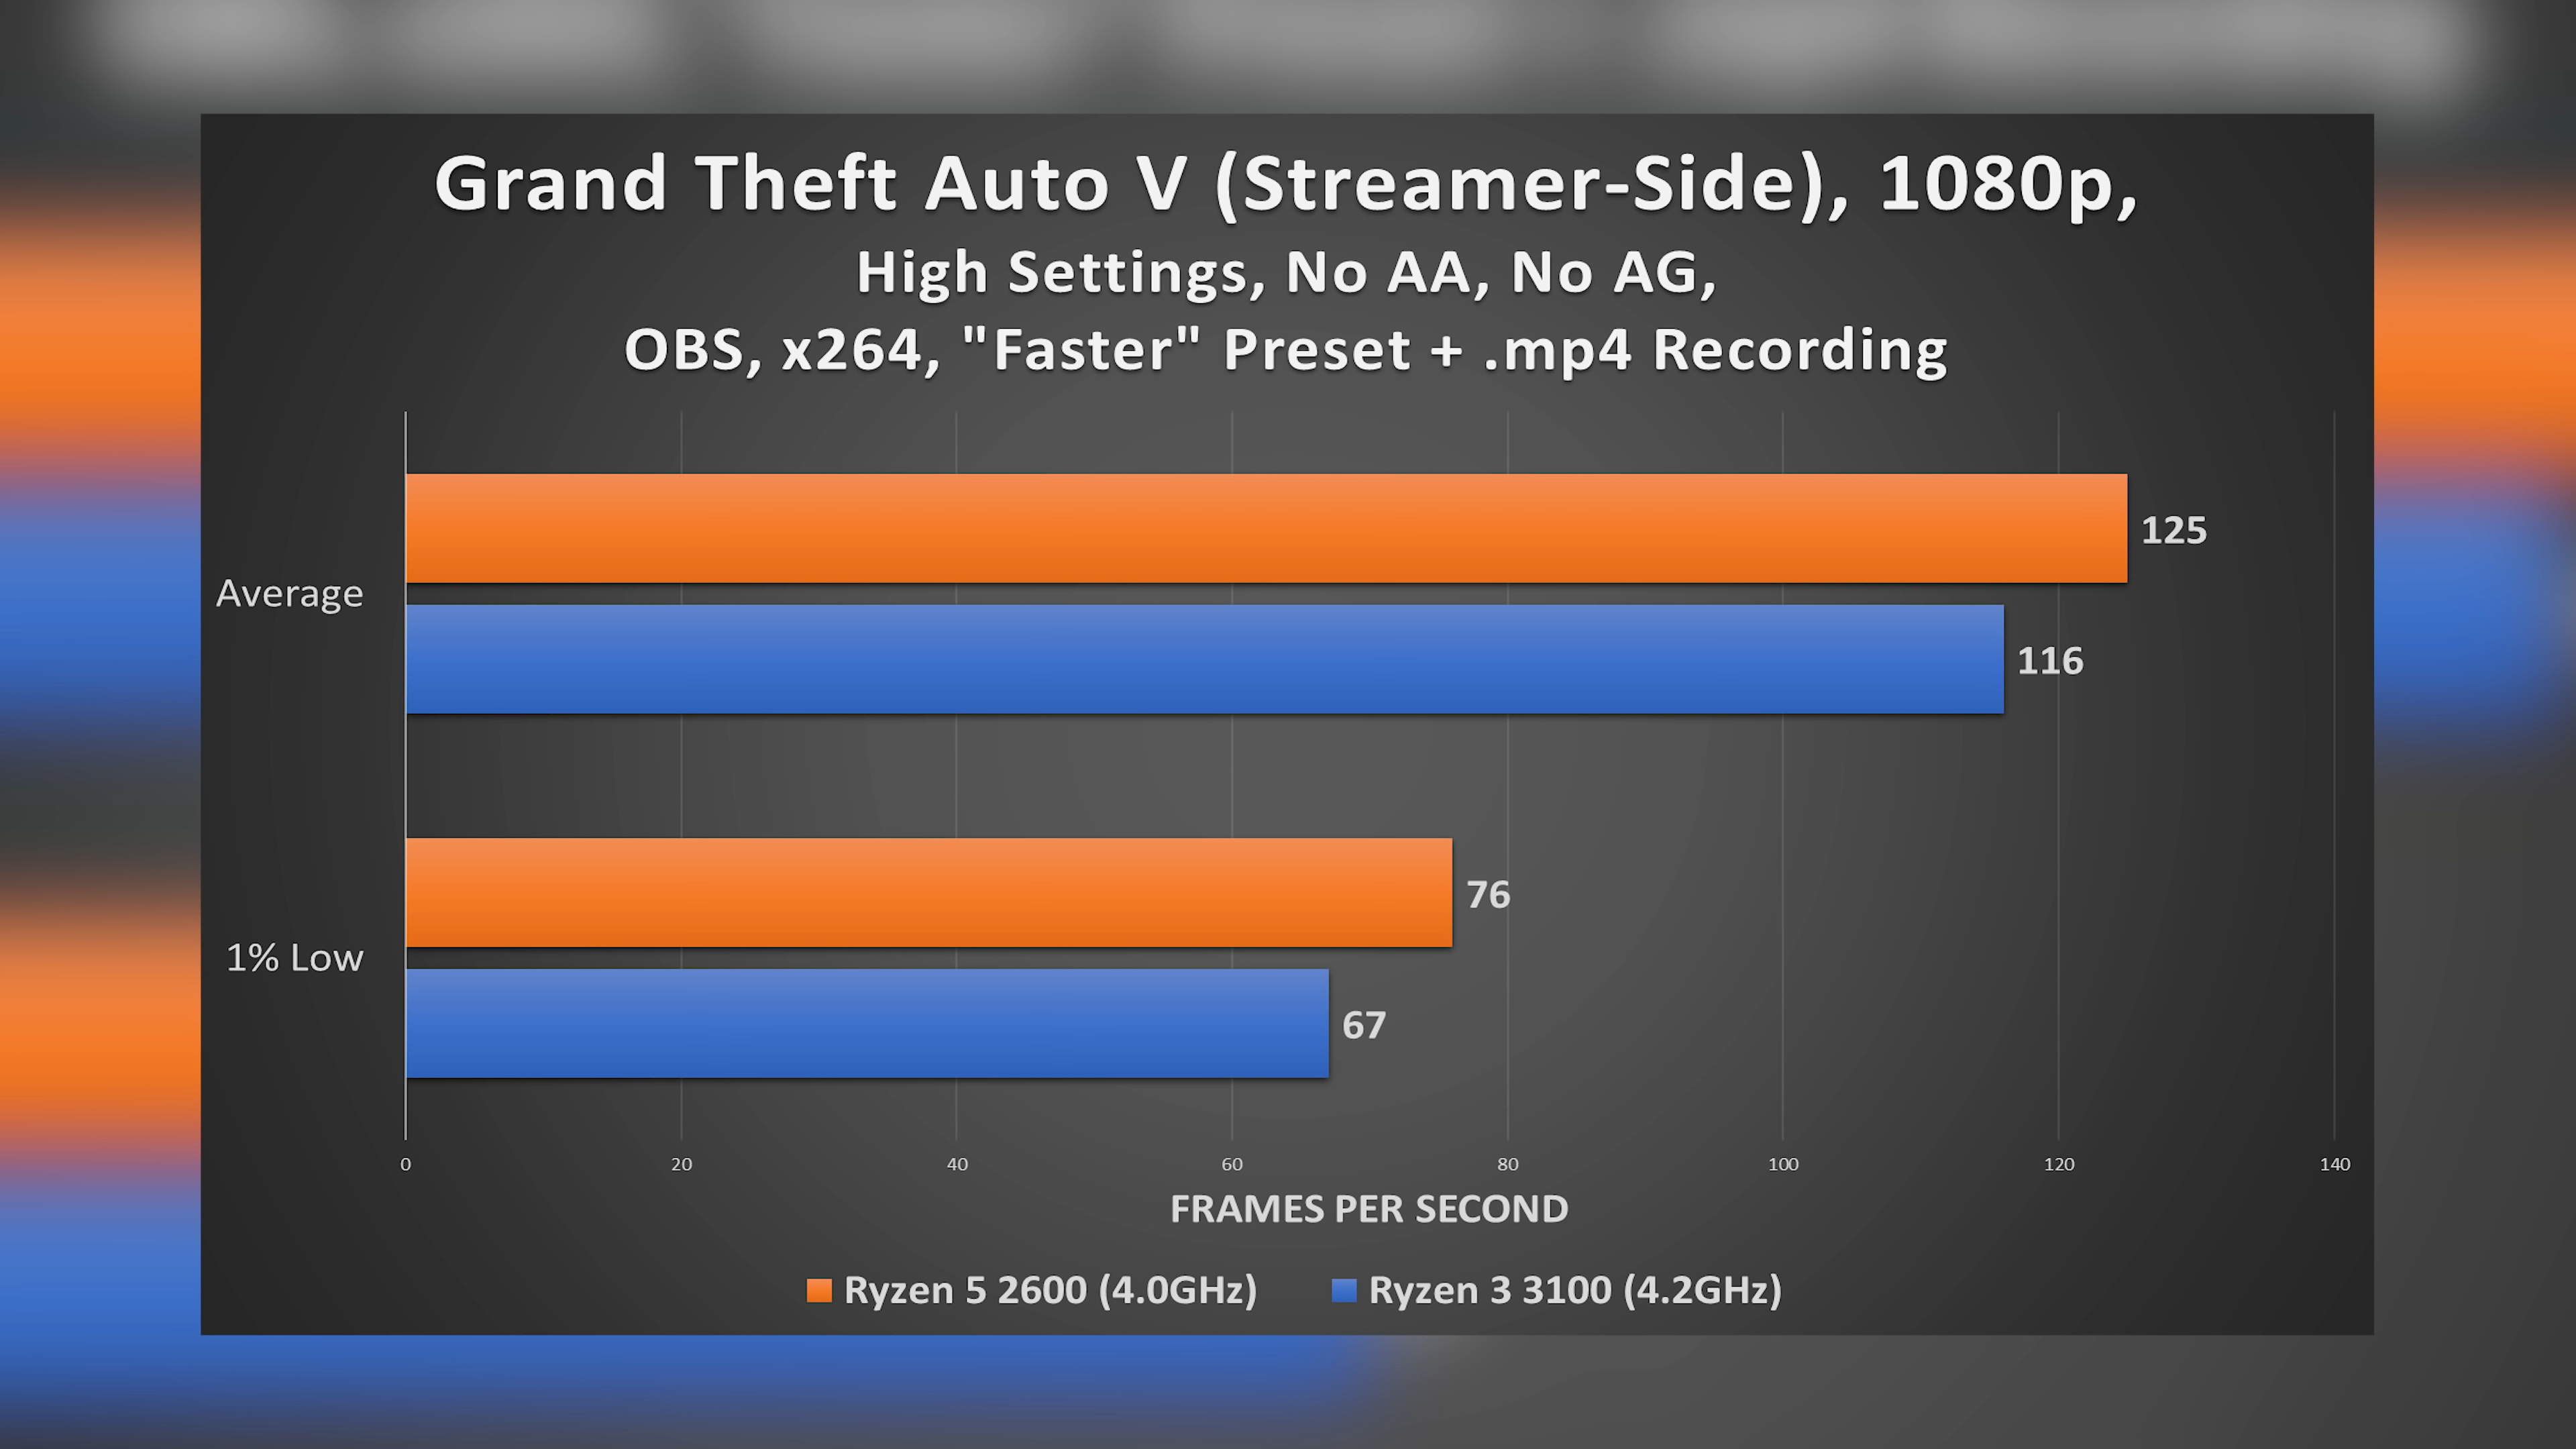 Grand Theft Auto V (Streamer-Side), 1080p,
High Settings, No AA, No AG,
OBS, x264, "Faster" Preset + .mp4 Recording
125
Average
116
76
1% Low
67
0 20 40 60 80 100 120 140
FRAMES PER SECOND
Ryzen 5 2600 (4.0GHz) Ryzen 3 3100 (4.2GHz)